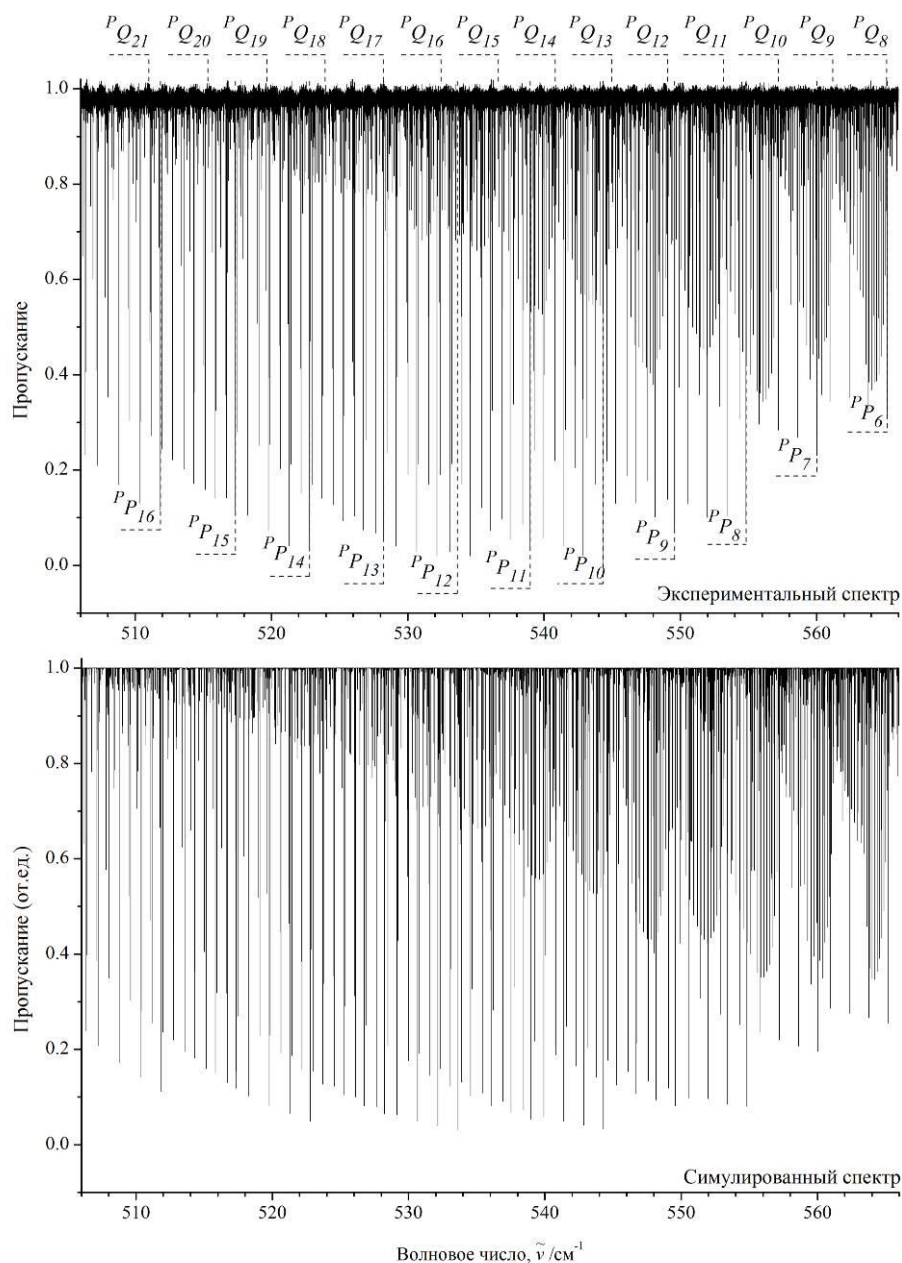 PQ21 PQ20 PQ19 PQ18 PQ17 PQ16 PQ15 PQ14 PQ13 PQ12 PQ11 PQ10 PQ9 PQ8
1.0
0.8
0.6
0.4
0.2
0.0
Пропускание
PP16 PP15 PP14 PP13 PP12 PP11 PP10 PP9 PP8 PP7 PP6
Экспериментальный спектр
510 520 530 540 550 560
1.0
0.8
0.6
0.4
0.2
0.0
Пропускание (от.ед.)
Симулированный спектр
510 520 530 540 550 560
Волновое число, ṽ /см-1